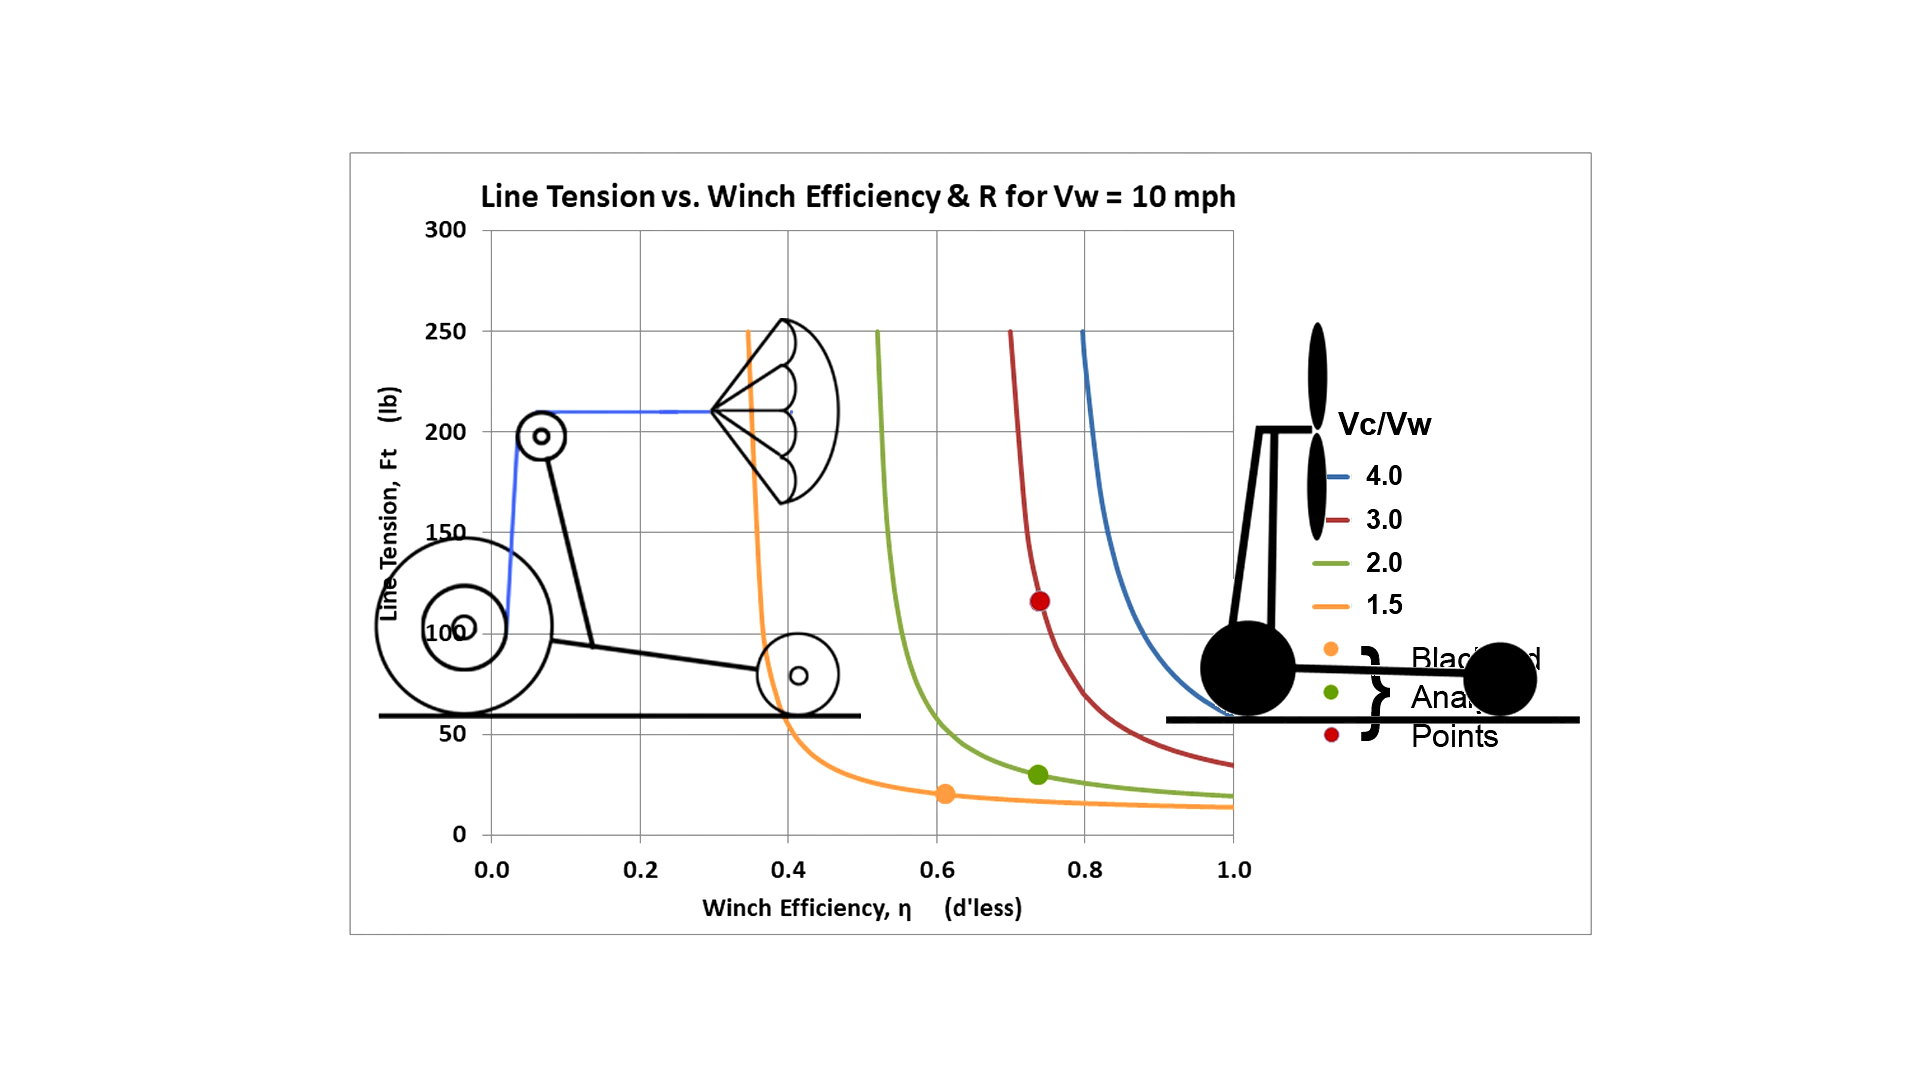 Line Tension vs. Winch Efficiency & R for Vw = 10 mph
300
250
200
150
100
50
0
Line Tension, Ft (lb)
0.0 0.2 0.4 0.6 0.8 1.0
Winch Efficiency, η (d'less)
Vc/Vw
4.0
3.0
2.0
1.5
}
Points